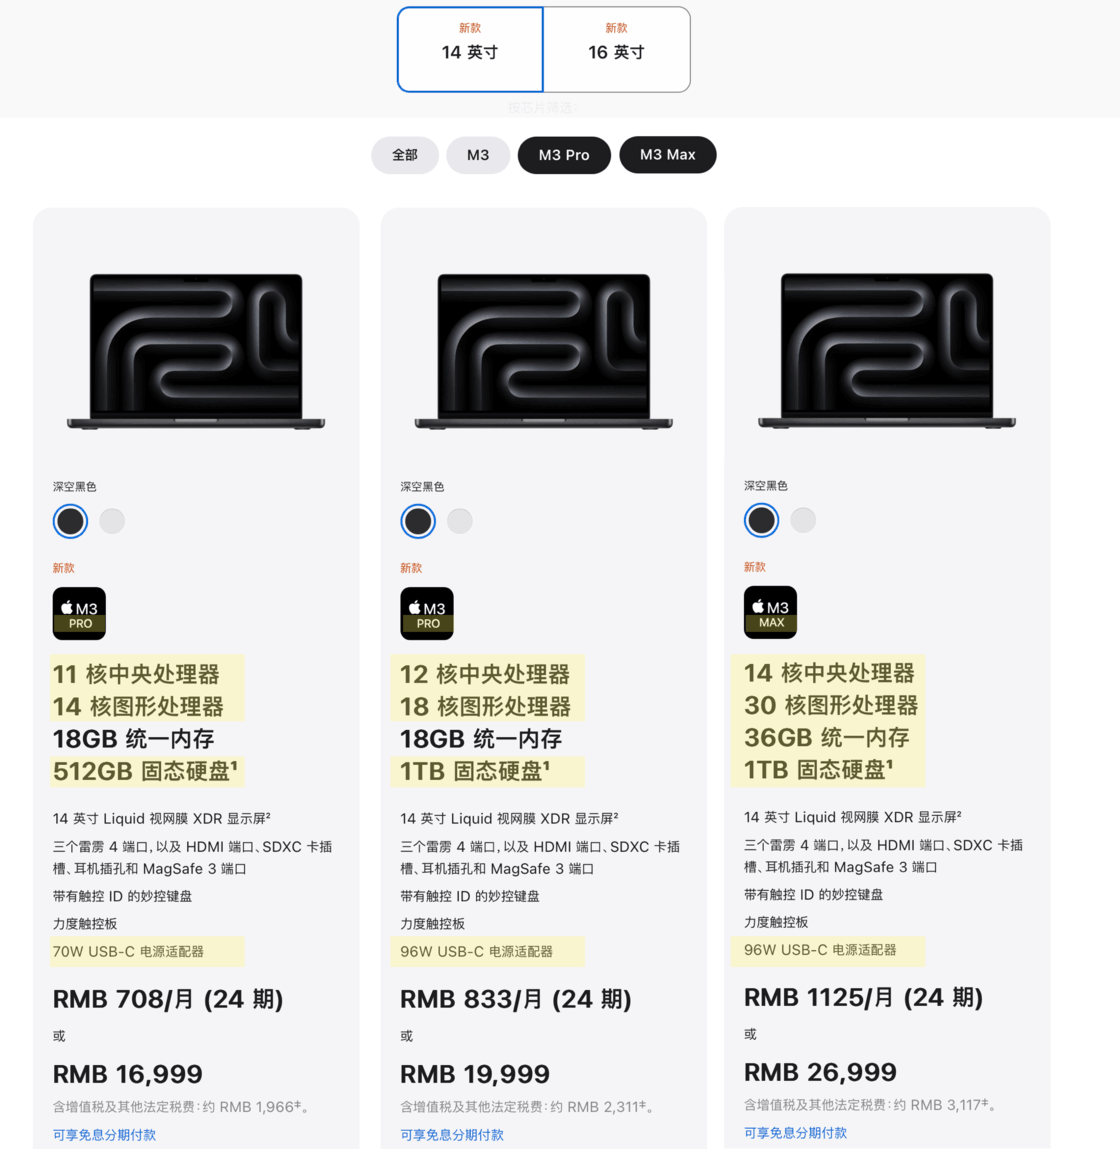 新款
14 英寸
新款
16 英寸
按芯片筛选:
全部
M3
M3 Pro
M3 Max
深空黑色
新款
M3
PRO
11 核中央处理器
14 核图形处理器
18GB 统一内存
512GB 固态硬盘¹
14 英寸 Liquid 视网膜 XDR 显示屏²
三个雷雳 4 端口，以及 HDMI 端口、SDXC 卡插
槽、耳机插孔和 MagSafe 3 端口
带有触控 ID 的妙控键盘
力度触控板
70W USB-C 电源适配器
RMB 708/月 (24 期)
或
RMB 16,999
含增值税及其他法定税费：约 RMB 1,966‡。
可享免息分期付款
深空黑色
新款
M3
PRO
12 核中央处理器
18 核图形处理器
18GB 统一内存
1TB 固态硬盘¹
14 英寸 Liquid 视网膜 XDR 显示屏²
三个雷雳 4 端口，以及 HDMI 端口、SDXC 卡插
槽、耳机插孔和 MagSafe 3 端口
带有触控 ID 的妙控键盘
力度触控板
96W USB-C 电源适配器
RMB 833/月 (24 期)
或
RMB 19,999
含增值税及其他法定税费：约 RMB 2,311‡。
可享免息分期付款
深空黑色
新款
M3
MAX
14 核中央处理器
30 核图形处理器
36GB 统一内存
1TB 固态硬盘¹
14 英寸 Liquid 视网膜 XDR 显示屏²
三个雷雳 4 端口，以及 HDMI 端口、SDXC 卡插
槽、耳机插孔和 MagSafe 3 端口
带有触控 ID 的妙控键盘
力度触控板
96W USB-C 电源适配器
RMB 1125/月 (24 期)
或
RMB 26,999
含增值税及其他法定税费：约 RMB 3,117‡。
可享免息分期付款